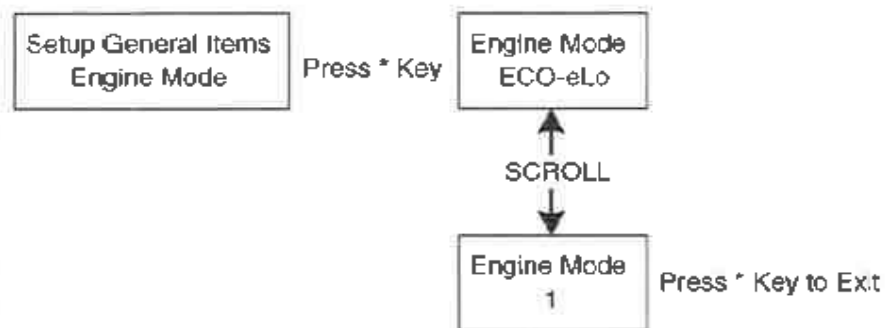 Setup General Items
Engine Mode
Press * Key
Engine Mode
ECO-eLo
SCROLL
Engine Mode
1
Press * Key to Exit